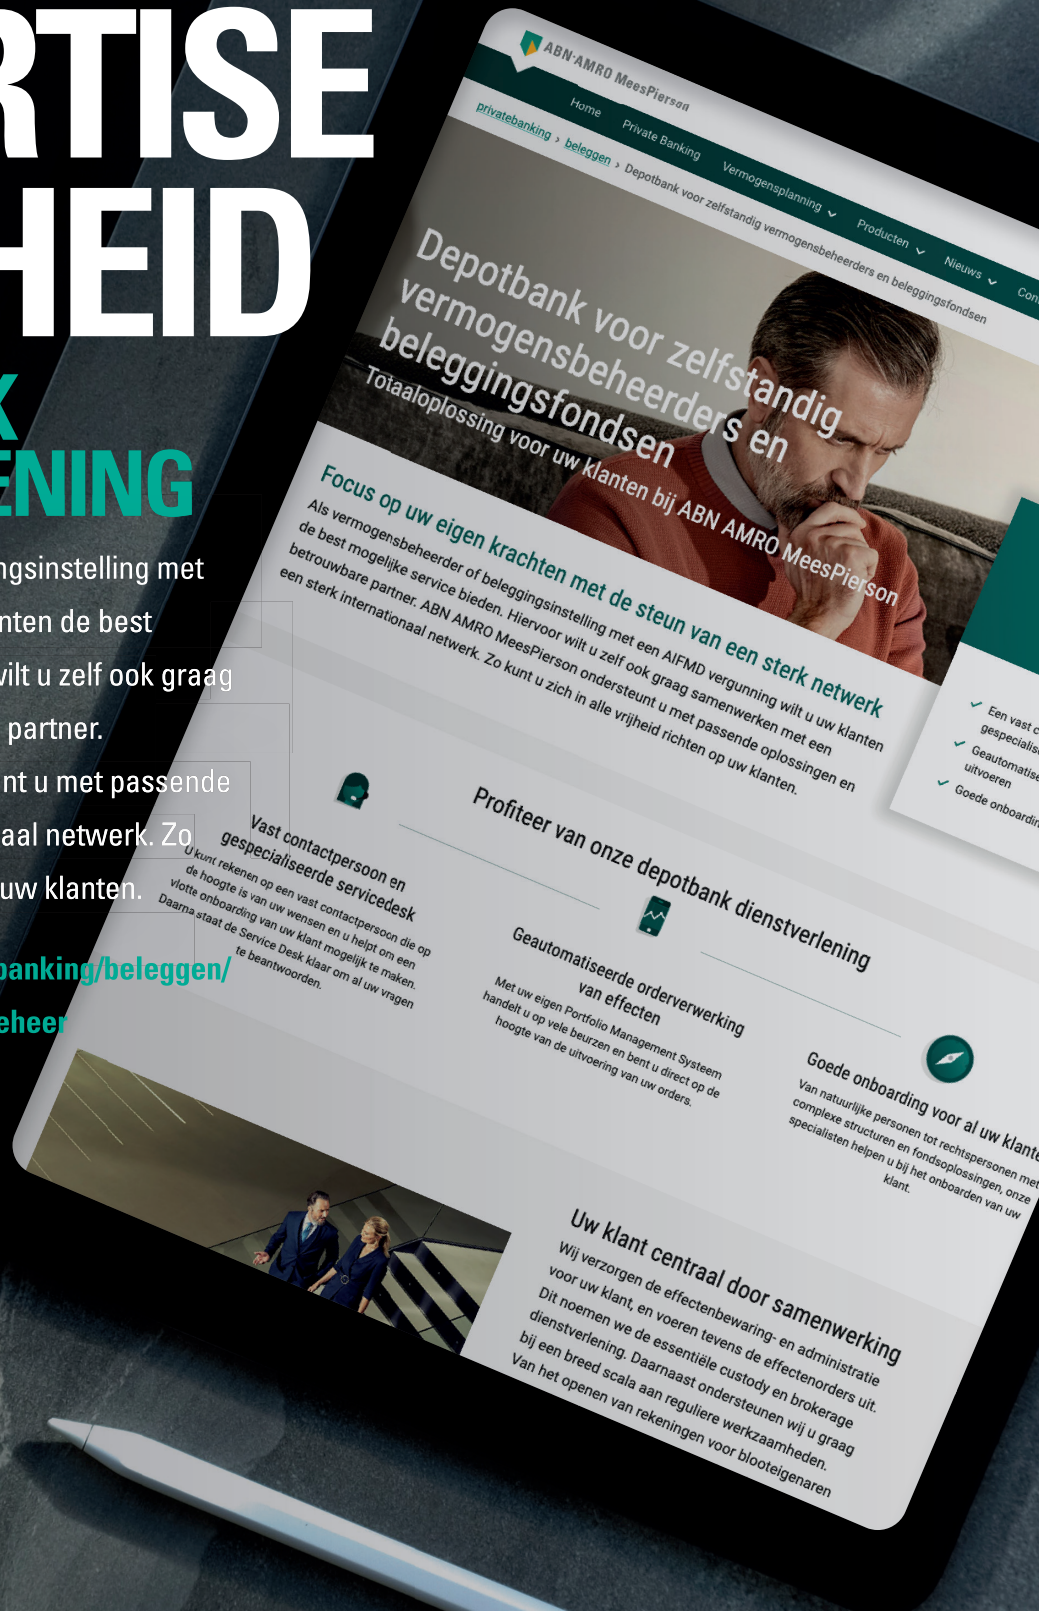 RTISE
HEID
K
ENING
ngsinstelling met
nten de best
wilt u zelf ook graag
partner.
nt u met passende
aal netwerk. Zo
uw klanten.
banking/beleggen/
eheer
ABN·AMRO MeesPierson
Home Private Banking Vermogensplanning Producten Nieuws Con
privatebanking › beleggen › Depotbank voor zelfstandig vermogensbeheerders en beleggingsfondsen
Depotbank voor zelfstandig
vermogensbeheerders en
beleggingsfondsen
Totaaloplossing voor uw klanten bij ABN AMRO MeesPierson
Focus op uw eigen krachten met de steun van een sterk netwerk
Als vermogensbeheerder of beleggingsinstelling met een AIFMD vergunning wilt u uw klanten
de best mogelijke service bieden. Hiervoor wilt u zelf ook graag samenwerken met een
betrouwbare partner. ABN AMRO MeesPierson ondersteunt u met passende oplossingen en
een sterk internationaal netwerk. Zo kunt u zich in alle vrijheid richten op uw klanten.
Een vast c
gespecialise
Geautomatise
uitvoeren
Goede onboardin
Profiteer van onze depotbank dienstverlening
Vast contactpersoon en
gespecialiseerde servicedesk
U kunt rekenen op een vast contactpersoon die op
de hoogte is van uw wensen en u helpt om een
vlotte onboarding van uw klant mogelijk te maken.
Daarna staat de Service Desk klaar om al uw vragen
te beantwoorden.
Geautomatiseerde orderverwerking
van effecten
Met uw eigen Portfolio Management Systeem
handelt u op vele beurzen en bent u direct op de
hoogte van de uitvoering van uw orders.
Goede onboarding voor al uw klante
Van natuurlijke personen tot rechtspersonen met
complexe structuren en fondsoplossingen, onze
specialisten helpen u bij het onboarden van uw
klant.
Uw klant centraal door samenwerking
Wij verzorgen de effectenbewaring- en administratie
voor uw klant, en voeren tevens de effectenorders uit.
Dit noemen we de essentiële custody en brokerage
dienstverlening. Daarnaast ondersteunen wij u graag
bij een breed scala aan reguliere werkzaamheden.
Van het openen van rekeningen voor blooteigenaren